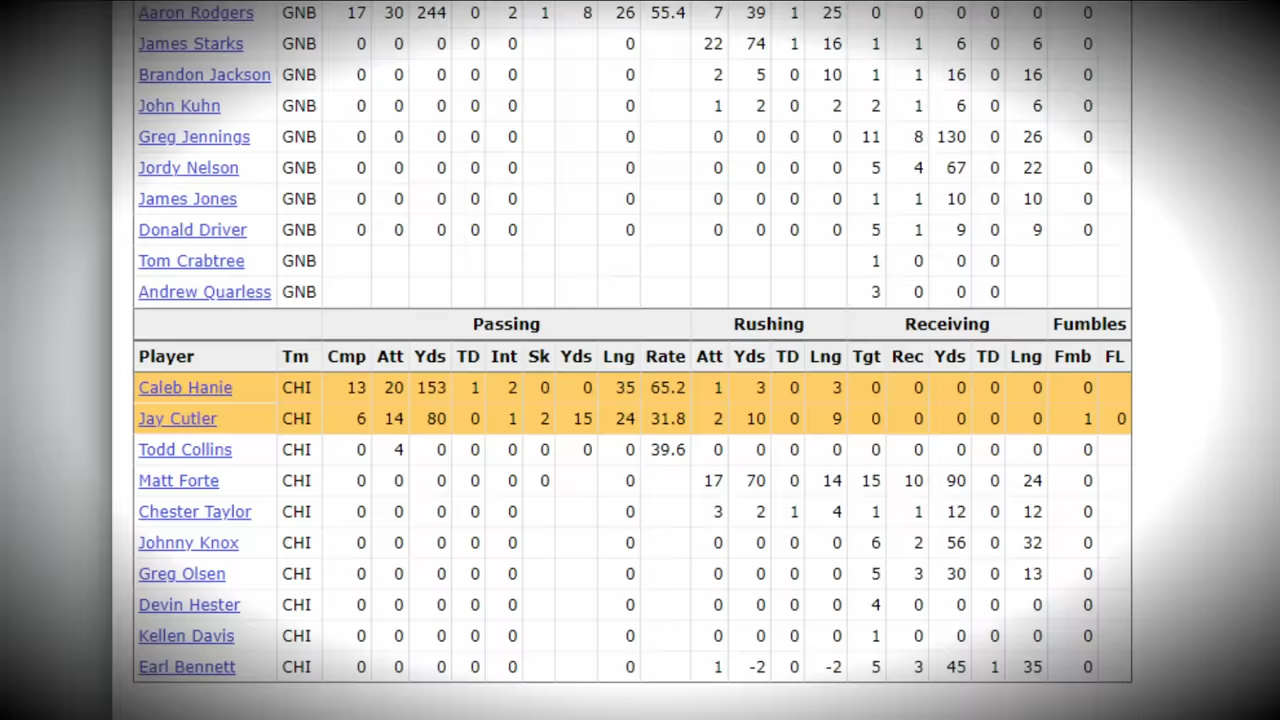 Aaron Rodgers GNB 17 30 244 0 2 1 8 26 55.4 7 39 1 25 0 0 0 0 0 0
James Starks GNB 0 0 0 0 0 0 22 74 1 16 1 1 6 0 6 0
Brandon Jackson GNB 0 0 0 0 0 0 2 5 0 10 1 1 16 0 16 0
John Kuhn GNB 0 0 0 0 0 0 1 2 0 2 2 1 6 0 6 0
Greg Jennings GNB 0 0 0 0 0 0 0 0 0 0 11 8 130 0 26 0
Jordy Nelson GNB 0 0 0 0 0 0 0 0 0 0 5 4 67 0 22 0
James Jones GNB 0 0 0 0 0 0 0 0 0 0 1 1 10 0 10 0
Donald Driver GNB 0 0 0 0 0 0 0 0 0 0 5 1 9 0 9 0
Tom Crabtree GNB 1 0 0 0
Andrew Quarless GNB 3 0 0 0
Passing Rushing Receiving Fumbles
Player Tm Cmp Att Yds TD Int Sk Yds Lng Rate Att Yds TD Lng Tgt Rec Yds TD Lng Fmb FL
Caleb Hanie CHI 13 20 153 1 2 0 0 35 65.2 1 3 0 3 0 0 0 0 0 0
Jay Cutler CHI 6 14 80 0 1 2 15 24 31.8 2 10 0 9 0 0 0 0 0 1 0
Todd Collins CHI 0 4 0 0 0 0 0 0 39.6 0 0 0 0 0 0 0 0 0 0
Matt Forte CHI 0 0 0 0 0 0 0 17 70 0 14 15 10 90 0 24 0
Chester Taylor CHI 0 0 0 0 0 0 3 2 1 4 1 1 12 0 12 0
Johnny Knox CHI 0 0 0 0 0 0 0 0 0 0 6 2 56 0 32 0
Greg Olsen CHI 0 0 0 0 0 0 0 0 0 0 5 3 30 0 13 0
Devin Hester CHI 0 0 0 0 0 0 0 0 0 0 4 0 0 0 0 0
Kellen Davis CHI 0 0 0 0 0 0 0 0 0 0 1 0 0 0 0 0
Earl Bennett CHI 0 0 0 0 0 0 1 -2 0 -2 5 3 45 1 35 0